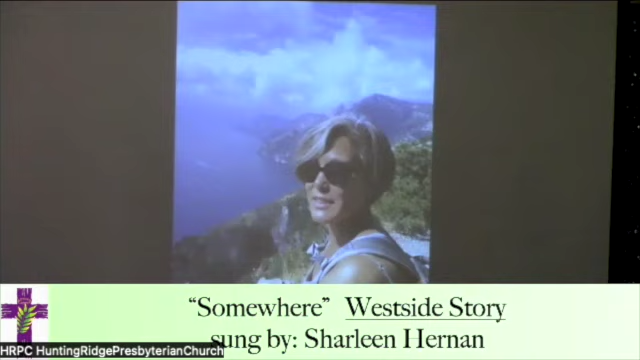 “Somewhere” Westside Story
sung by: Sharleen Hernan
HRPC HuntingRidgePresbyterianChurch